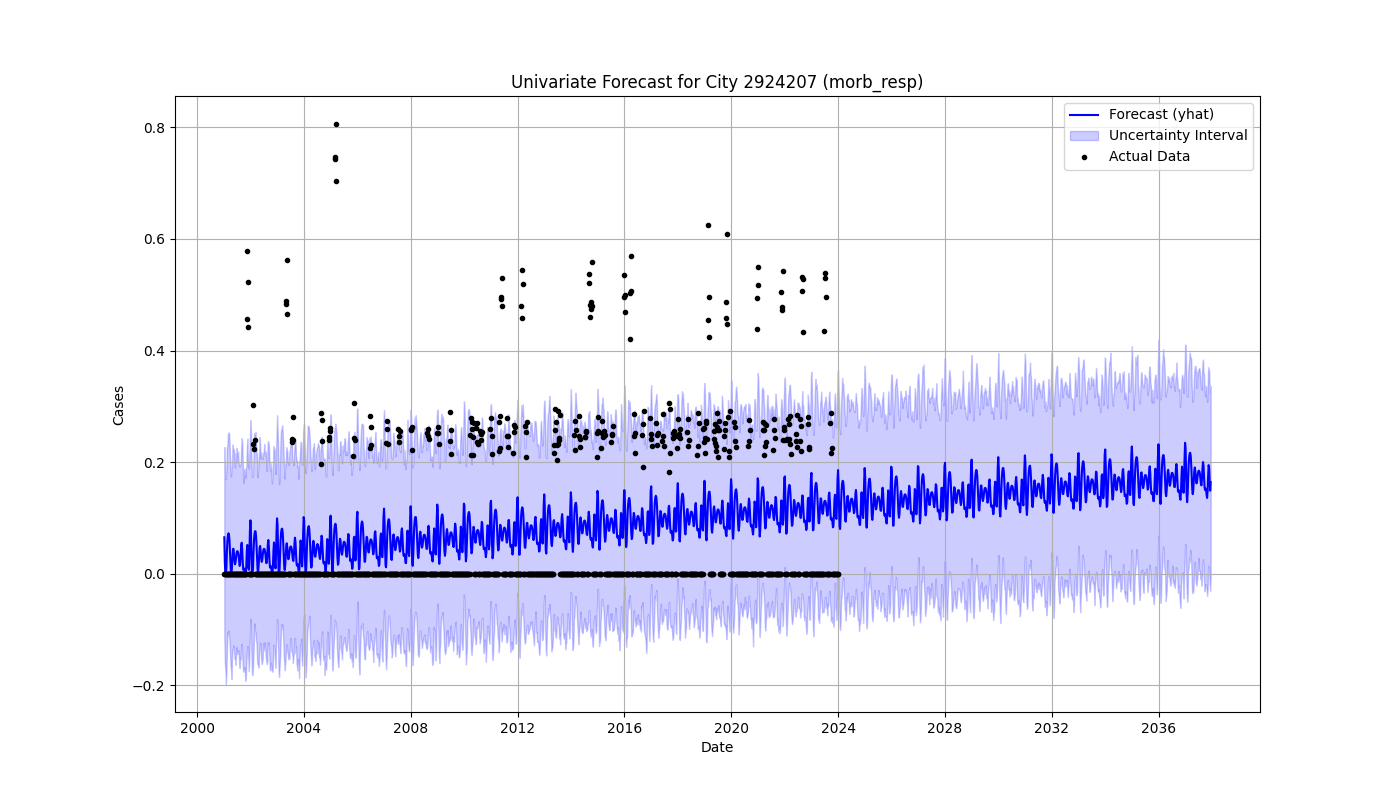 Univariate Forecast for City 2924207 (morb_resp)
Forecast (yhat)
Uncertainty Interval
Actual Data
Cases
0.8
0.6
0.4
0.2
0.0
−0.2
2000 2004 2008 2012 2016 2020 2024 2028 2032 2036
Date